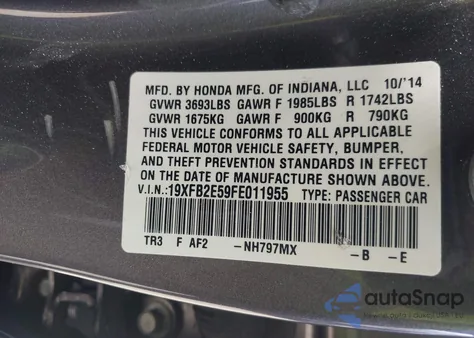 MFD. BY HONDA MFG. OF INDIANA, LLC 10/'14
GVWR 3693LBS GAWR F 1985LBS R 1742LBS
GVWR 1675KG GAWR F 900KG R 790KG
THIS VEHICLE CONFORMS TO ALL APPLICABLE
FEDERAL MOTOR VEHICLE SAFETY, BUMPER,
AND THEFT PREVENTION STANDARDS IN EFFECT
ON THE DATE OF MANUFACTURE SHOWN ABOVE.
V.I.N.: 19XFB2E59FE011955 TYPE: PASSENGER CAR
TR3 F AF2 -NH797MX -B -E
autoSnap